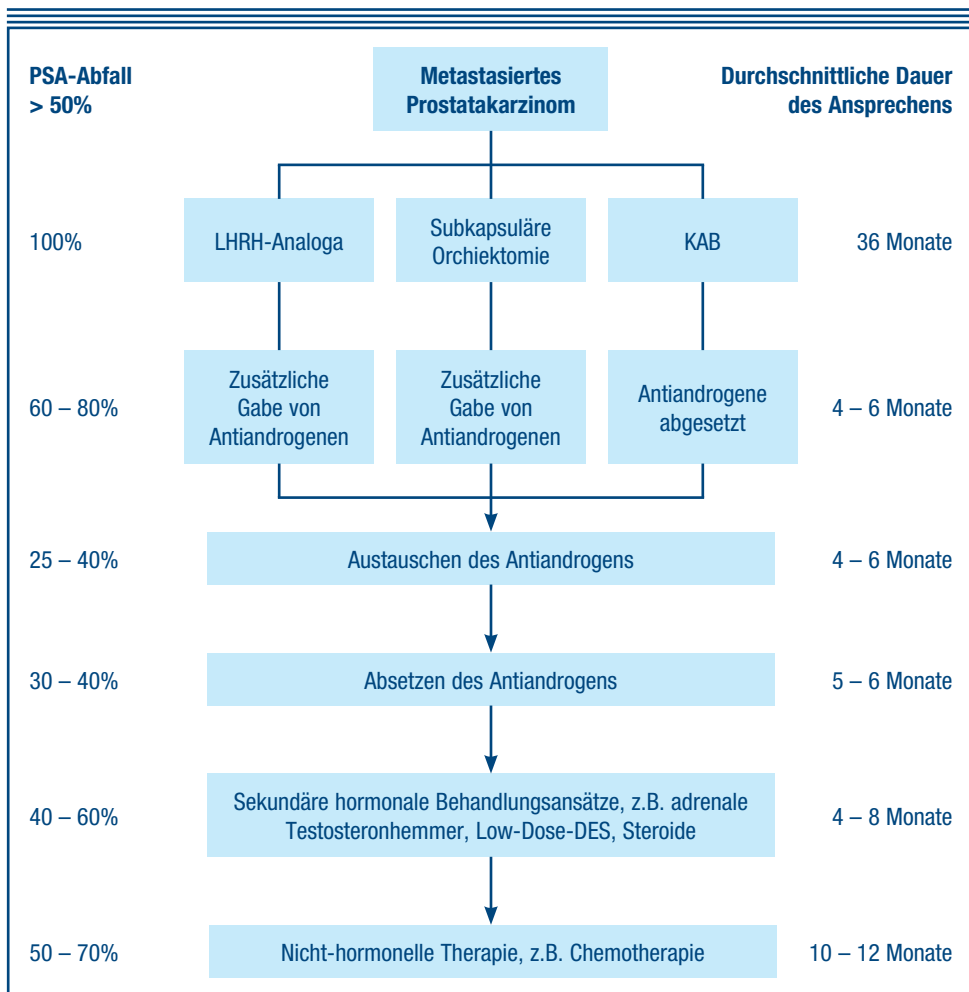 PSA-Abfall
> 50%
Metastasiertes
Prostatakarzinom
Durchschnittliche Dauer
des Ansprechens
100%
LHRH-Analoga
Subkapsuläre
Orchiektomie
KAB
36 Monate
60 – 80%
Zusätzliche
Gabe von
Antiandrogenen
Zusätzliche
Gabe von
Antiandrogenen
Antiandrogene
abgesetzt
4 – 6 Monate
25 – 40%
Austauschen des Antiandrogens
4 – 6 Monate
30 – 40%
Absetzen des Antiandrogens
5 – 6 Monate
40 – 60%
Sekundäre hormonale Behandlungsansätze, z.B. adrenale
Testosteronhemmer, Low-Dose-DES, Steroide
4 – 8 Monate
50 – 70%
Nicht-hormonelle Therapie, z.B. Chemotherapie
10 – 12 Monate